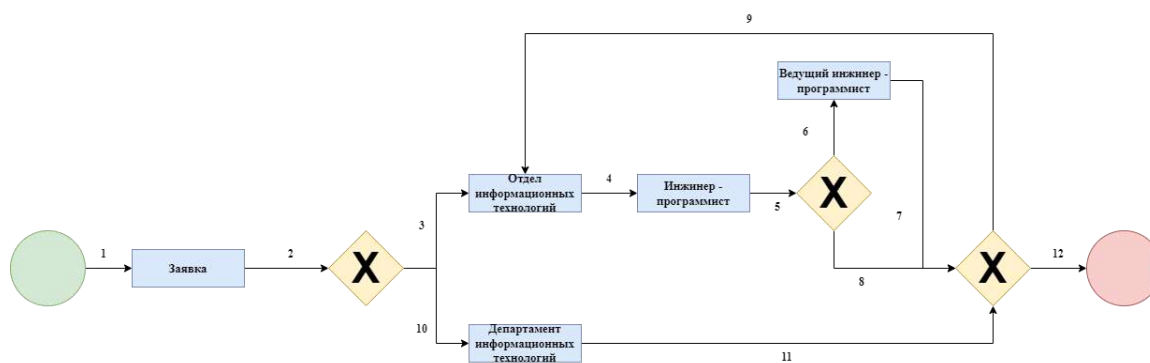 9
Ведущий инжинер -
программист
6
Отдел
информационных
технологий
4
Инжинер -
программист
5
X
3
7
1
Заявка
2
X
8
X
12
10
Департамент
информационных
технологий
11